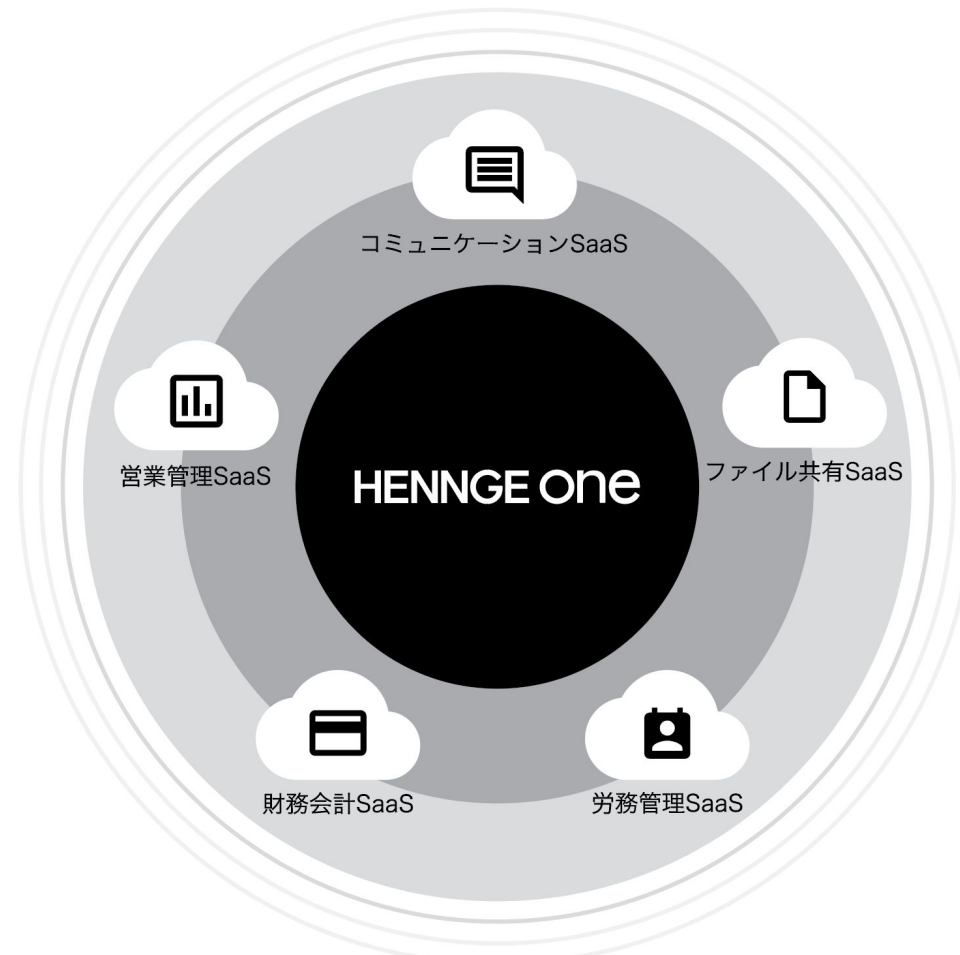 コミュニケーションSaaS
営業管理SaaS
ファイル共有SaaS
HENNGE one
財務会計SaaS
労務管理SaaS